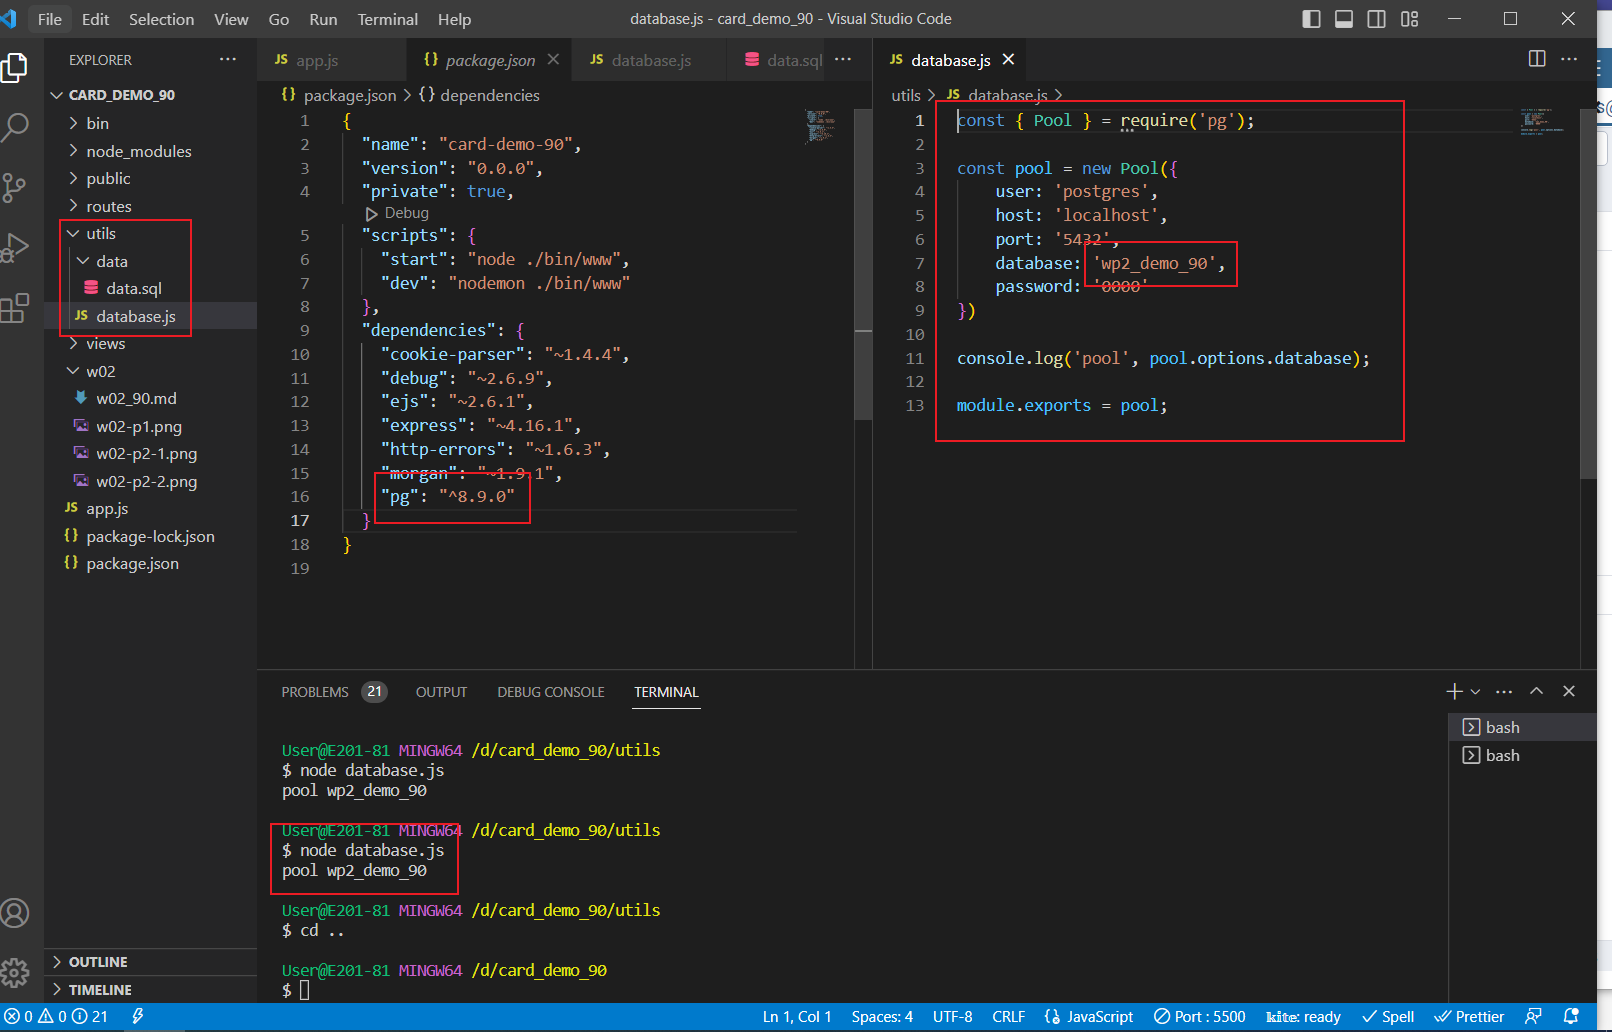 File Edit Selection View Go Run Terminal Help
database.js - card_demo_90 - Visual Studio Code
EXPLORER
CARD_DEMO_90
bin
node_modules
public
routes
utils
data
data.sql
JS database.js
views
w02
w02_90.md
w02-p1.png
w02-p2-1.png
w02-p2-2.png
JS app.js
{} package-lock.json
{} package.json
OUTLINE
TIMELINE
JS app.js
{} package.json
JS database.js
data.sql
{} package.json > {} dependencies
1 {
2 "name": "card-demo-90",
3 "version": "0.0.0",
4 "private": true,
Debug
5 "scripts": {
6 "start": "node ./bin/www",
7 "dev": "nodemon ./bin/www"
8 },
9 "dependencies": {
10 "cookie-parser": "~1.4.4",
11 "debug": "~2.6.9",
12 "ejs": "~2.6.1",
13 "express": "~4.16.1",
14 "http-errors": "~1.6.3",
15 "morgan": "~1.9.1",
16 "pg": "^8.9.0"
17 }
18 }
19
JS database.js
utils > JS database.js >
1 const { Pool } = require('pg');
2
3 const pool = new Pool({
4 user: 'postgres',
5 host: 'localhost',
6 port: '5432',
7 database: 'wp2_demo_90',
8 password: '0000'
9 })
10
11 console.log('pool', pool.options.database);
12
13 module.exports = pool;
PROBLEMS 21 OUTPUT DEBUG CONSOLE TERMINAL
User@E201-81 MINGW64 /d/card_demo_90/utils
$ node database.js
pool wp2_demo_90
User@E201-81 MINGW64 /d/card_demo_90/utils
$ node database.js
pool wp2_demo_90
User@E201-81 MINGW64 /d/card_demo_90/utils
$ cd ..
User@E201-81 MINGW64 /d/card_demo_90
$
bash
bash
0 0 21
Ln 1, Col 1 Spaces: 4 UTF-8 CRLF {} JavaScript Port : 5500 kite: ready Spell Prettier